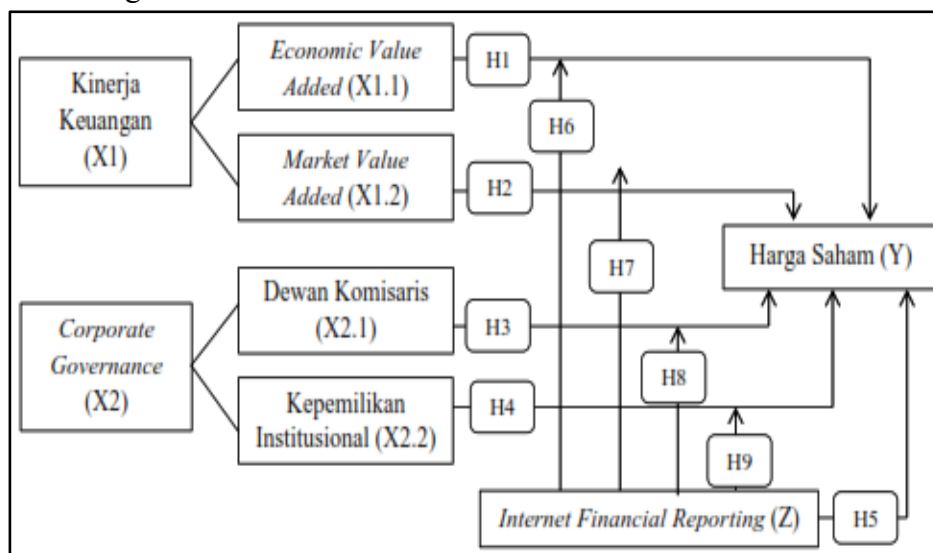 Economic Value
Added (X1.1)
H1
Kinerja
Keuangan
(X1)
H6
Market Value
Added (X1.2)
H2
Harga Saham (Y)
H7
Dewan Komisaris
(X2.1)
H3
Corporate
Governance
(X2)
H8
Kepemilikan
Institusional (X2.2)
H4
H9
Internet Financial Reporting (Z)
H5